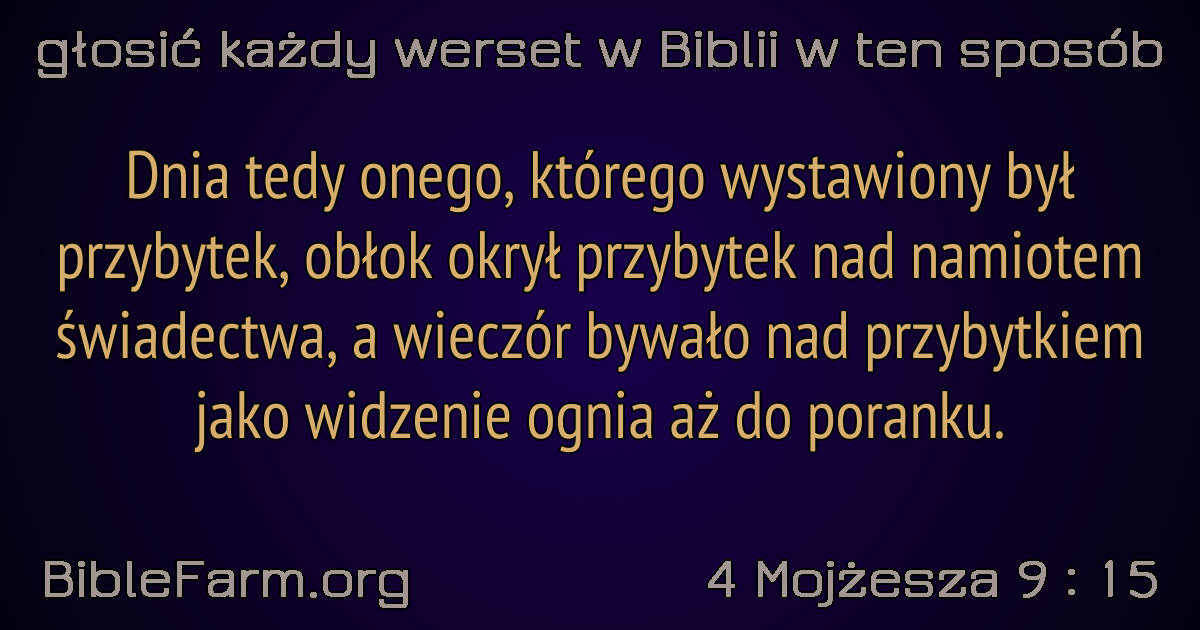 głosić każdy werset w Biblii w ten sposób
Dnia tedy onego, którego wystawiony był
przybytek, obłok okrył przybytek nad namiotem
świadectwa, a wieczór bywało nad przybytkiem
jako widzenie ognia aż do poranku.
BibleFarm.org
4 Mojżesza 9 : 15